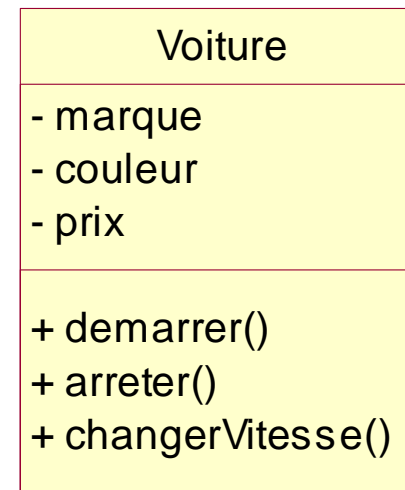 Voiture
- marque
- couleur
- prix
+ demarrer()
+ arreter()
+ changerVitesse()